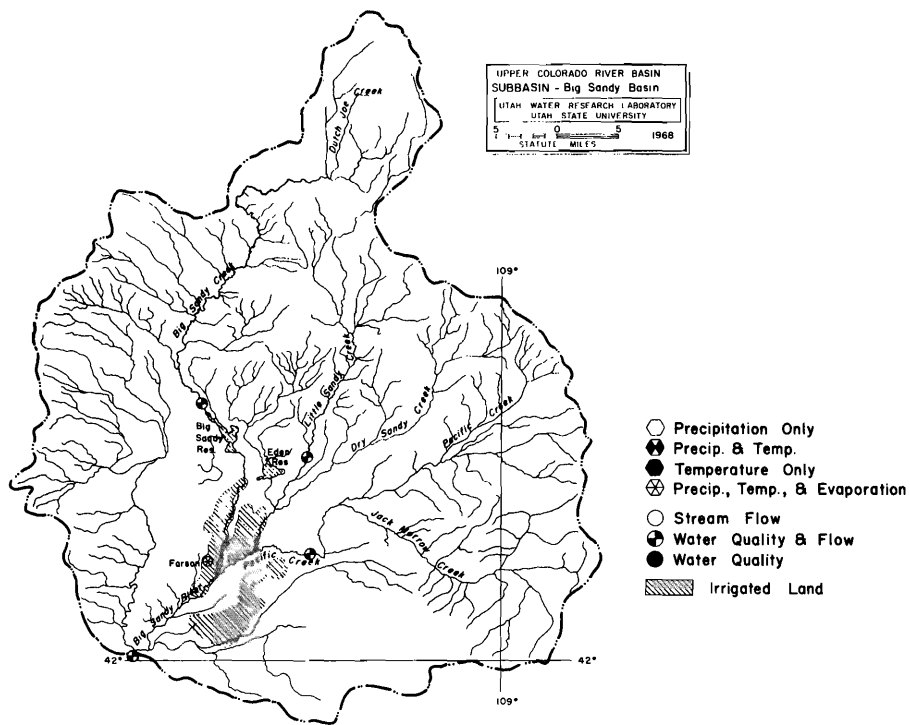 UPPER COLORADO RIVER BASIN
SUBBASIN - Big Sandy Basin
UTAH WATER RESEARCH LABORATORY
UTAH STATE UNIVERSITY
5 0 5 1968
STATUTE MILES
Dutch Joe Creek
109°
Big Sandy Creek
Little Sandy Creek
Dry Sandy Creek
Pacific Creek
Big Sandy Res.
Eden Res
Jack Morrow Creek
Farson
Pacific Creek
Big Sandy River
42°
42°
109°
Precipitation Only
Precip. & Temp.
Temperature Only
Precip., Temp., & Evaporation
Stream Flow
Water Quality & Flow
Water Quality
Irrigated Land